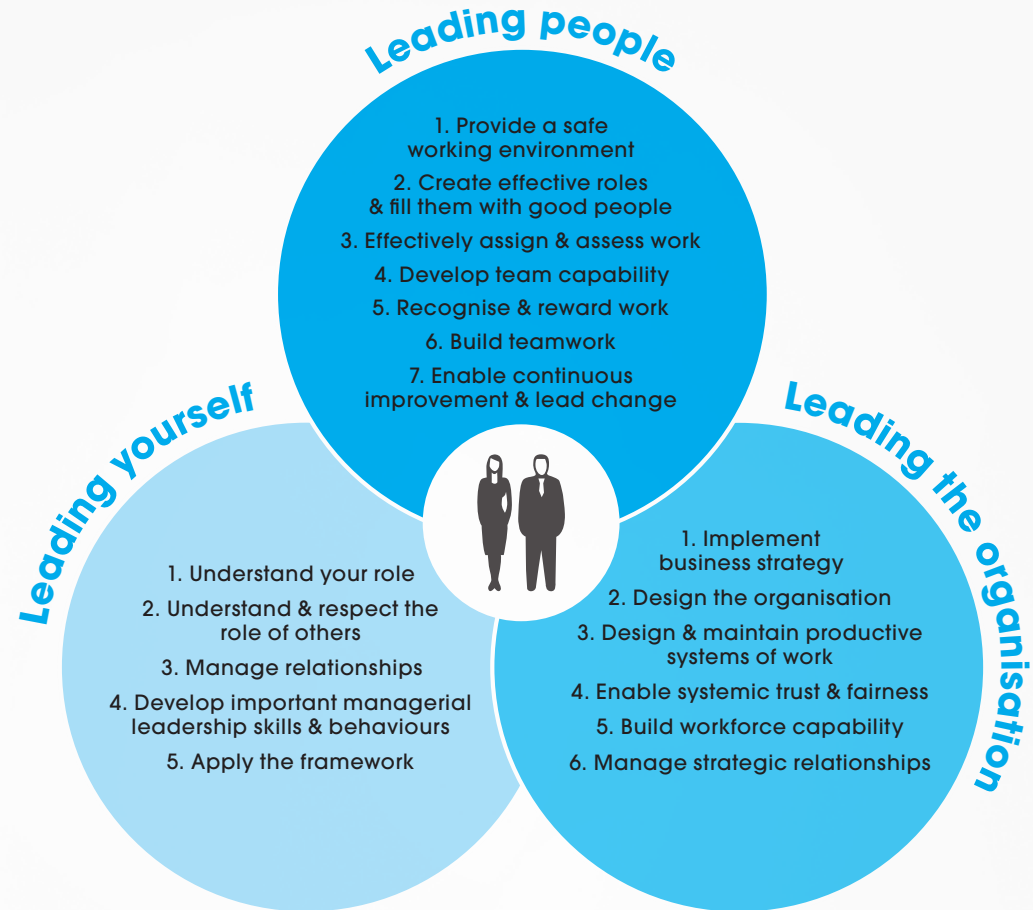 Leading people
1. Provide a safe
working environment
2. Create effective roles
& fill them with good people
3. Effectively assign & assess work
4. Develop team capability
5. Recognise & reward work
6. Build teamwork
7. Enable continuous
improvement & lead change
Leading yourself
1. Understand your role
2. Understand & respect the
role of others
3. Manage relationships
4. Develop important managerial
leadership skills & behaviours
5. Apply the framework
Leading the organisation
1. Implement
business strategy
2. Design the organisation
3. Design & maintain productive
systems of work
4. Enable systemic trust & fairness
5. Build workforce capability
6. Manage strategic relationships